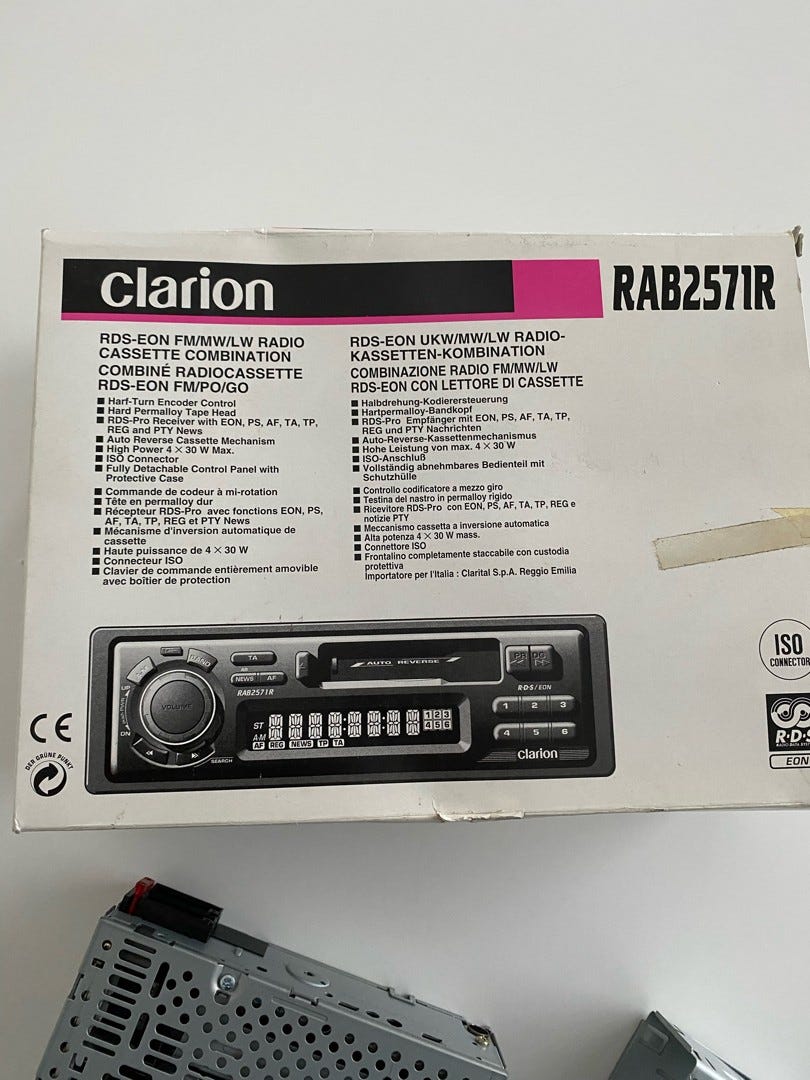 clarion
RAB2571R
RDS-EON FM/MW/LW RADIO
CASSETTE COMBINATION
COMBINÉ RADIOCASSETTE
RDS-EON FM/PO/GO
■ Harf-Turn Encoder Control
■ Hard Permalloy Tape Head
■ RDS-Pro Receiver with EON, PS, AF, TA, TP,
REG and PTY News
■ Auto Reverse Cassette Mechanism
■ High Power 4 × 30 W Max.
■ ISO Connector
■ Fully Detachable Control Panel with
Protective Case
■ Commande de codeur à mi-rotation
■ Tête en permalloy dur
■ Récepteur RDS-Pro avec fonctions EON, PS,
AF, TA, TP, REG et PTY News
■ Mécanisme d'inversion automatique de
cassette
■ Haute puissance de 4 × 30 W
■ Connecteur ISO
■ Clavier de commande entièrement amovible
avec boîtier de protection
RDS-EON UKW/MW/LW RADIO-
KASSETTEN-KOMBINATION
COMBINAZIONE RADIO FM/MW/LW
RDS-EON CON LETTORE DI CASSETTE
■ Halbdrehung-Kodierersteuerung
■ Hartpermalloy-Bandkopf
■ RDS-Pro Empfänger mit EON, PS, AF, TA, TP,
REG und PTY Nachrichten
■ Auto-Reverse-Kassettenmechanismus
■ Hohe Leistung von max. 4 × 30 W
■ ISO-Anschluß
■ Vollständig abnehmbares Bedienteil mit
Schutzhülle
■ Controllo codificatore a mezzo giro
■ Testina del nastro in permalloy rigido
■ Ricevitore RDS-Pro con EON, PS, AF, TA, TP, REG e
notizie PTY
■ Meccanismo cassetta a inversione automatica
■ Alta potenza 4 × 30 W mass.
■ Connettore ISO
■ Frontalino completamente staccabile con custodia
protettiva
Importatore per l'Italia : Clarital S.p.A. Reggio Emilia
RADIO
TA
NEWS
AF
AUTO REVERSE
RAB2571R
VOLUME
ON
SEARCH
ST
A-M
AF REG NEWS TP TA
1 2 3
4 5 6
R·D·S/EON
1 2 3
4 5 6
clarion
CE
DER GRÜNE PUNKT
ISO
CONNECTOR
R·D·S
EON